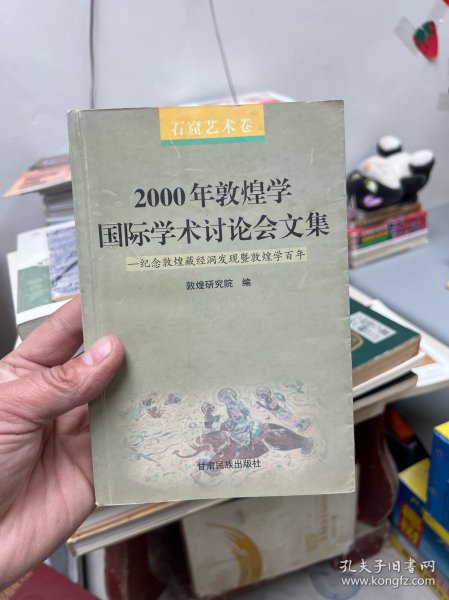 石窟艺术卷
2000年敦煌学
国际学术讨论会文集
—纪念敦煌藏经洞发现暨敦煌学百年
敦煌研究院 编
甘肃民族出版社
孔夫子旧书网
www.kongfz.com